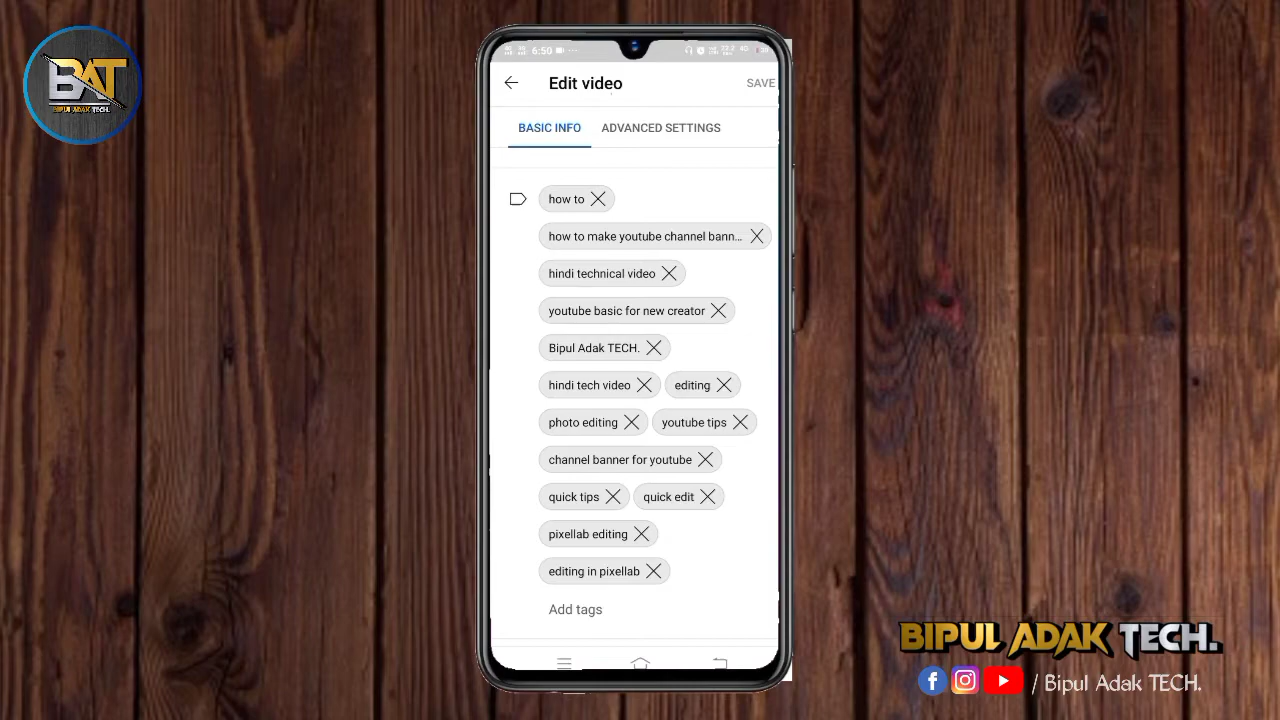 BAT
BIPUL ADAK TECH.
6:50
Edit video
SAVE
BASIC INFO
ADVANCED SETTINGS
how to
how to make youtube channel bann...
hindi technical video
youtube basic for new creator
Bipul Adak TECH.
hindi tech video
editing
photo editing
youtube tips
channel banner for youtube
quick tips
quick edit
pixellab editing
editing in pixellab
Add tags
BIPUL ADAK TECH.
/ Bipul Adak TECH.